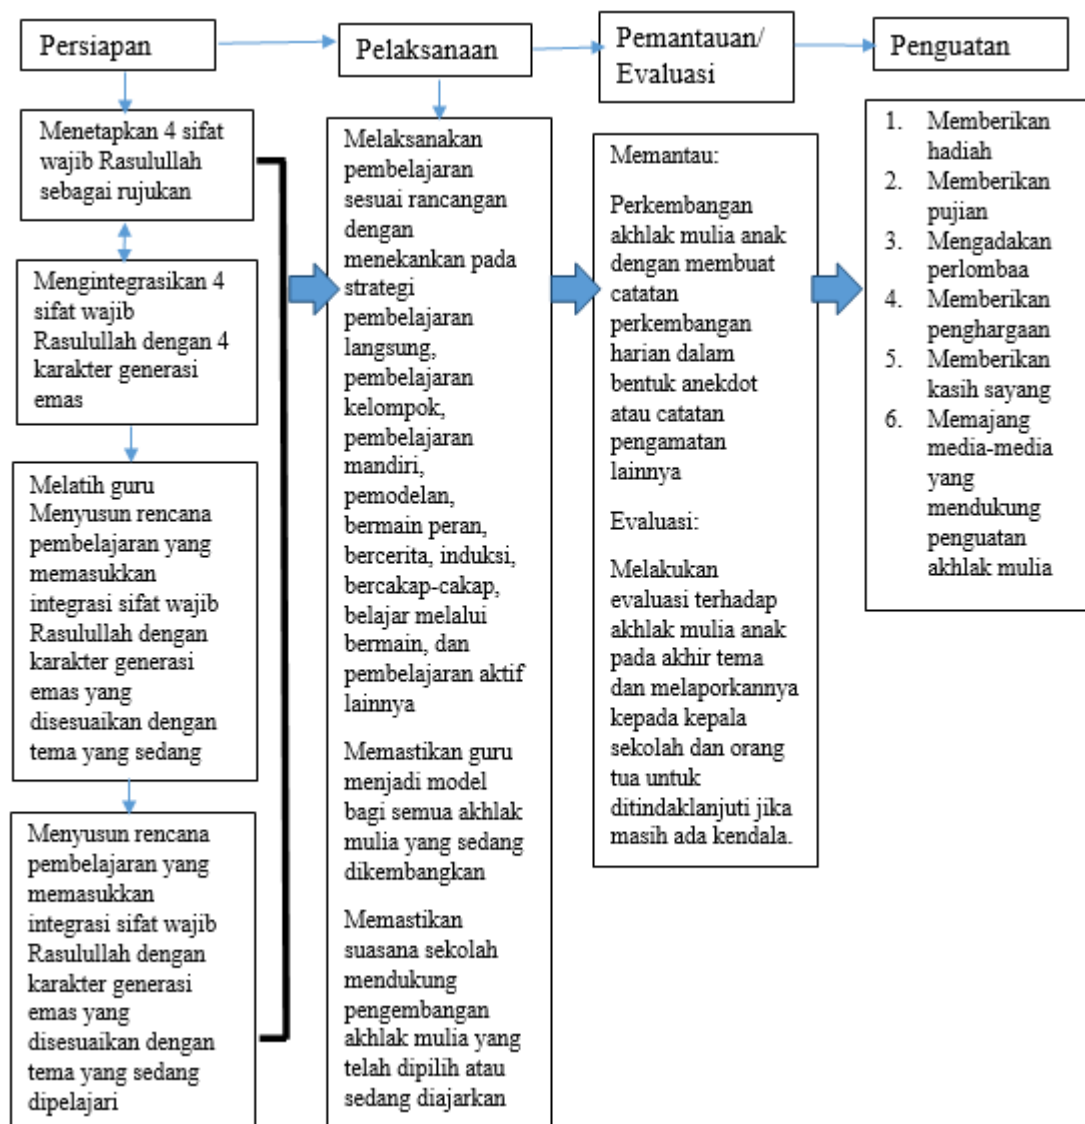 Persiapan
Pelaksanaan
Pemantauan/
Evaluasi
Penguatan
Menetapkan 4 sifat
wajib Rasulullah
sebagai rujukan
Mengintegrasikan 4
sifat wajib
Rasulullah dengan 4
karakter generasi
emas
Melatih guru
Menyusun rencana
pembelajaran yang
memasukkan
integrasi sifat wajib
Rasulullah dengan
karakter generasi
emas yang
disesuaikan dengan
tema yang sedang
Menyusun rencana
pembelajaran yang
memasukkan
integrasi sifat wajib
Rasulullah dengan
karakter generasi
emas yang
disesuaikan dengan
tema yang sedang
dipelajari
Melaksanakan
pembelajaran
sesuai rancangan
dengan
menekankan pada
strategi
pembelajaran
langsung,
pembelajaran
kelompok,
pembelajaran
mandiri,
pemodelan,
bermain peran,
bercerita, induksi,
bercakap-cakap,
belajar melalui
bermain, dan
pembelajaran aktif
lainnya
Memastikan guru
menjadi model
bagi semua akhlak
mulia yang sedang
dikembangkan
Memastikan
suasana sekolah
mendukung
pengembangan
akhlak mulia yang
telah dipilih atau
sedang diajarkan
Memantau:
Perkembangan
akhlak mulia anak
dengan membuat
catatan
perkembangan
harian dalam
bentuk anekdot
atau catatan
pengamatan
lainnya
Evaluasi:
Melakukan
evaluasi terhadap
akhlak mulia anak
pada akhir tema
dan melaporkannya
kepada kepala
sekolah dan orang
tua untuk
ditindaklanjuti jika
masih ada kendala.
1. Memberikan
hadiah
2. Memberikan
pujian
3. Mengadakan
perlombaa
4. Memberikan
penghargaan
5. Memberikan
kasih sayang
6. Memajang
media-media
yang
mendukung
penguatan
akhlak mulia